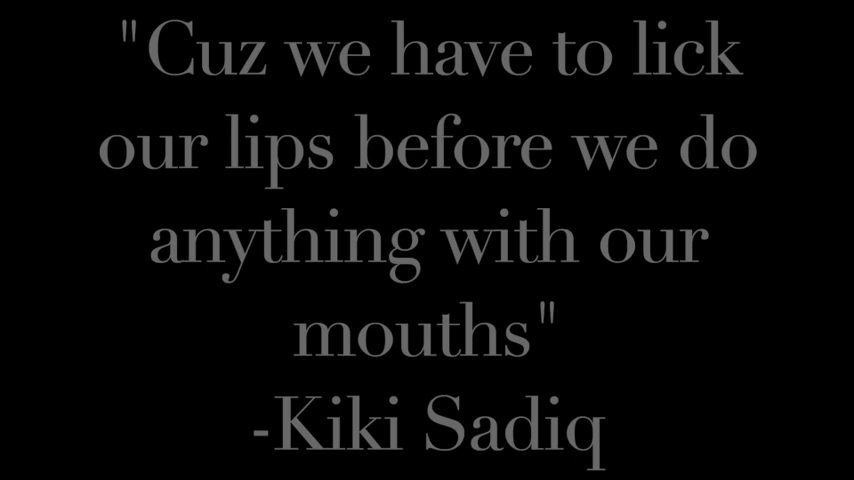 "Cuz we have to lick
our lips before we do
anything with our
mouths"
-Kiki Sadiq